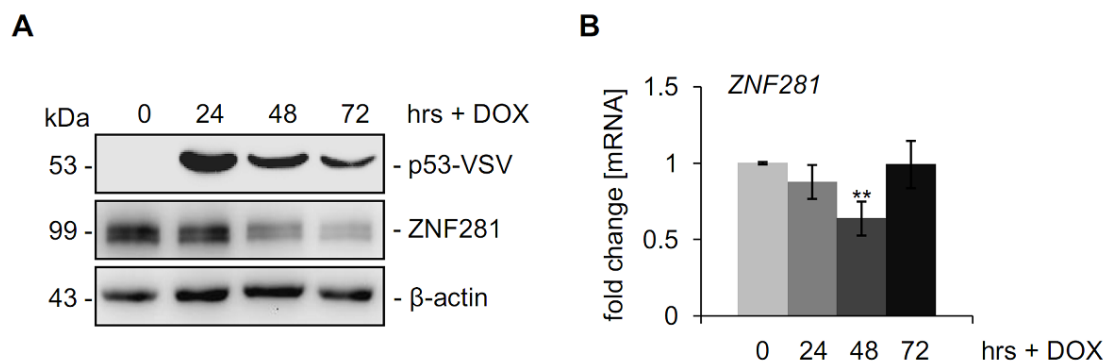 A
kDa 0 24 48 72 hrs + DOX
53 - - p53-VSV
99 - - ZNF281
43 - - β-actin
B
ZNF281
fold change [mRNA]
1.5
1
0.5
0
**
0 24 48 72 hrs + DOX